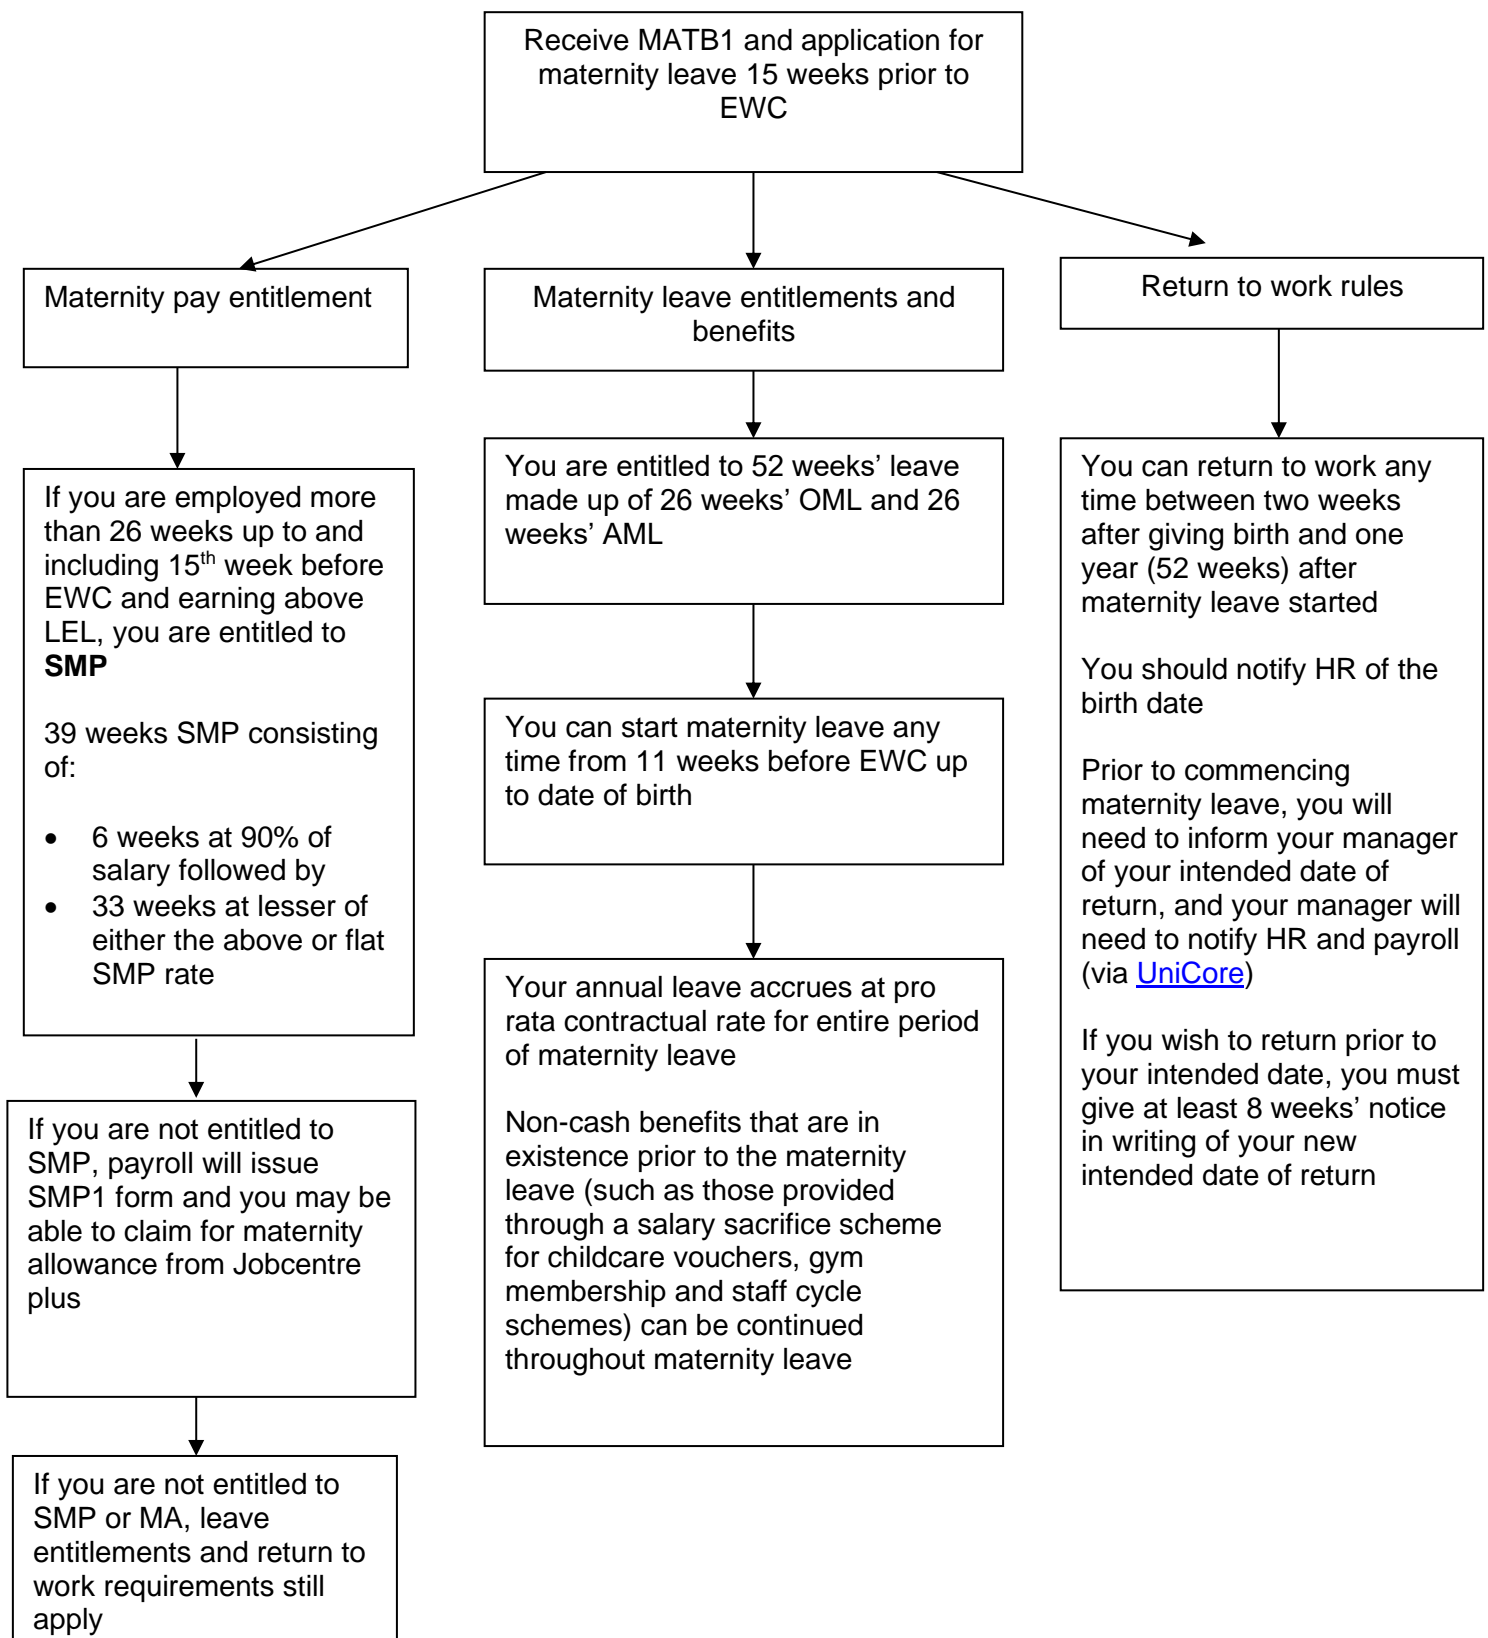 Receive MATB1 and application for
maternity leave 15 weeks prior to
EWC
Maternity pay entitlement
If you are employed more
than 26 weeks up to and
including 15th week before
EWC and earning above
LEL, you are entitled to
SMP
39 weeks SMP consisting
of:
• 6 weeks at 90% of
salary followed by
• 33 weeks at lesser of
either the above or flat
SMP rate
If you are not entitled to
SMP, payroll will issue
SMP1 form and you may be
able to claim for maternity
allowance from Jobcentre
plus
If you are not entitled to
SMP or MA, leave
entitlements and return to
work requirements still
apply
Maternity leave entitlements and
benefits
You are entitled to 52 weeks’ leave
made up of 26 weeks’ OML and 26
weeks’ AML
You can start maternity leave any
time from 11 weeks before EWC up
to date of birth
Your annual leave accrues at pro
rata contractual rate for entire period
of maternity leave
Non-cash benefits that are in
existence prior to the maternity
leave (such as those provided
through a salary sacrifice scheme
for childcare vouchers, gym
membership and staff cycle
schemes) can be continued
throughout maternity leave
Return to work rules
You can return to work any
time between two weeks
after giving birth and one
year (52 weeks) after
maternity leave started
You should notify HR of the
birth date
Prior to commencing
maternity leave, you will
need to inform your manager
of your intended date of
return, and your manager will
need to notify HR and payroll
(via UniCore)
If you wish to return prior to
your intended date, you must
give at least 8 weeks’ notice
in writing of your new
intended date of return